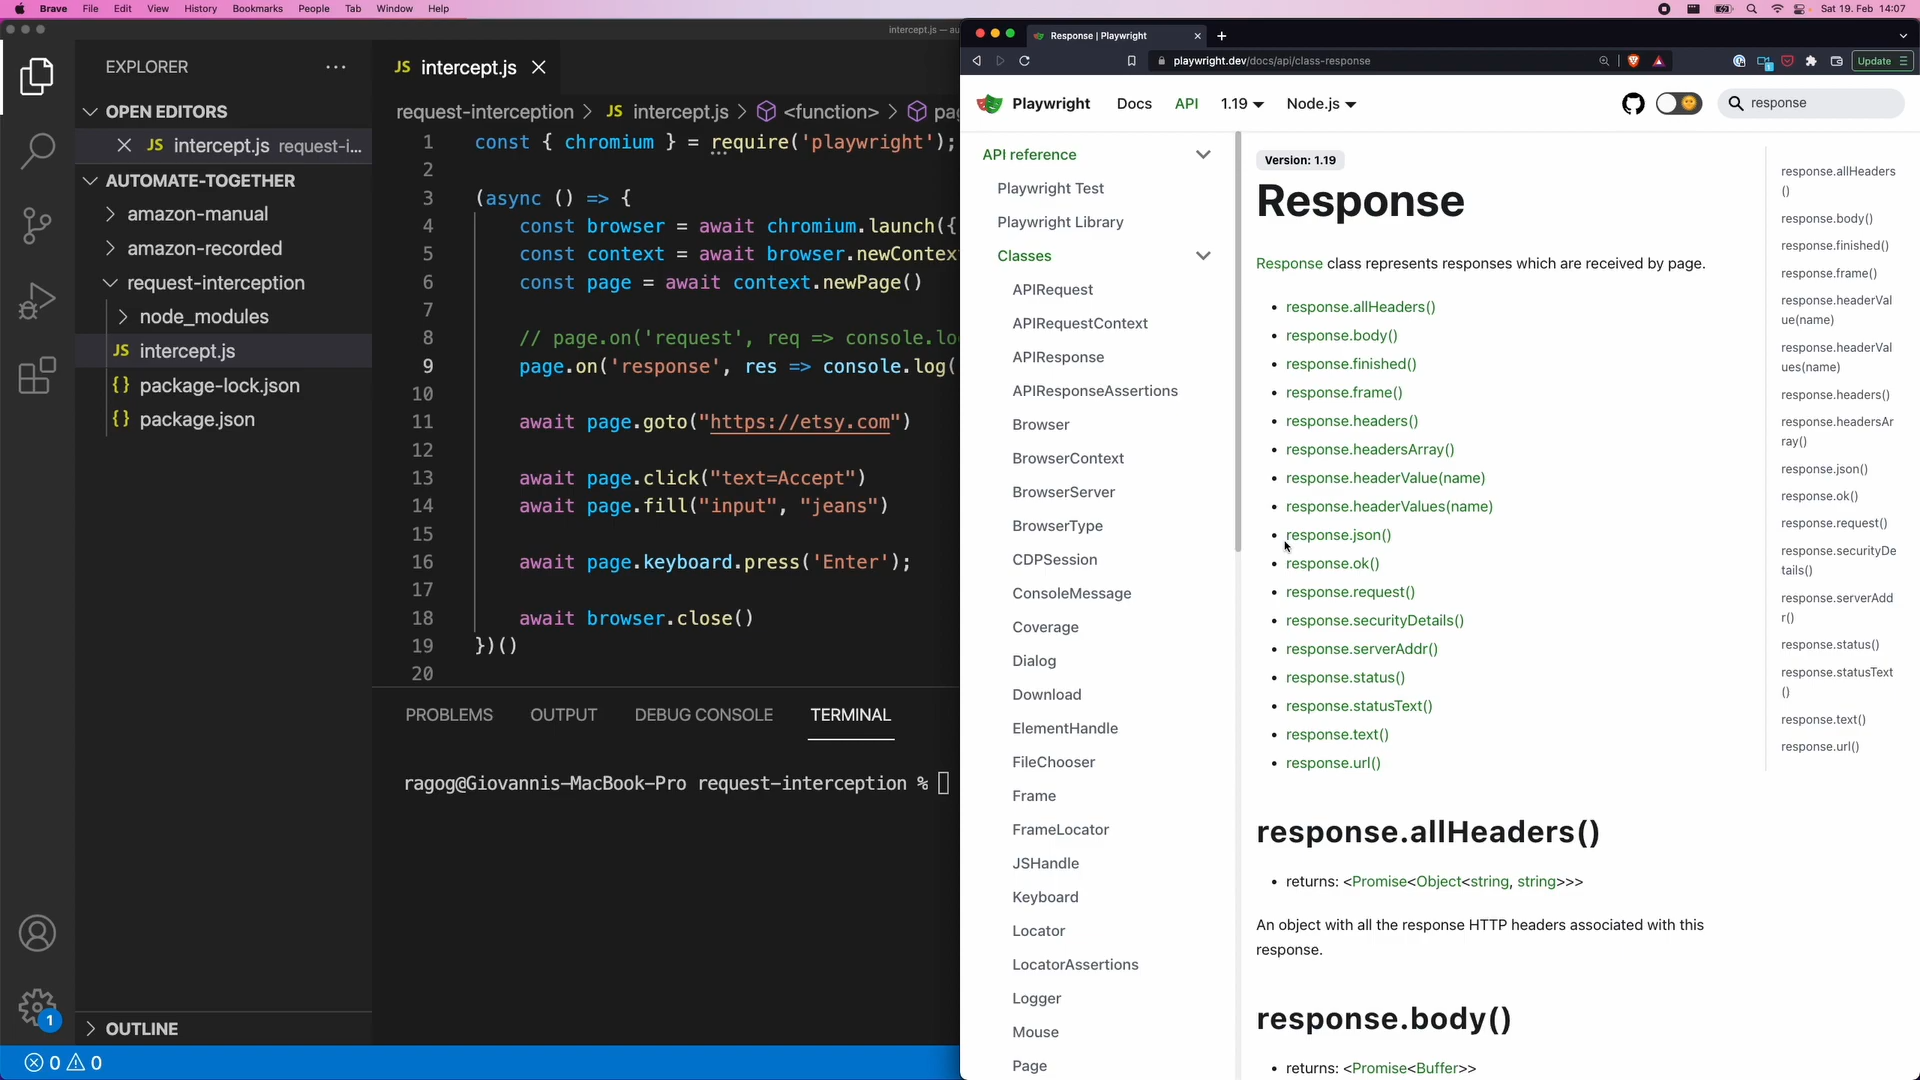 Brave File Edit View History Bookmarks People Tab Window Help Sat 19. Feb 14:07
intercept.js — au
EXPLORER
OPEN EDITORS
JS intercept.js request-i...
AUTOMATE-TOGETHER
amazon-manual
amazon-recorded
request-interception
node_modules
JS intercept.js
{} package-lock.json
{} package.json
OUTLINE
1
0 0
JS intercept.js
request-interception > JS intercept.js > <function> > pag
1 const { chromium } = require('playwright');
2
3 (async () => {
4 const browser = await chromium.launch({
5 const context = await browser.newContex
6 const page = await context.newPage()
7
8 // page.on('request', req => console.lo
9 page.on('response', res => console.log(
10
11 await page.goto("https://etsy.com")
12
13 await page.click("text=Accept")
14 await page.fill("input", "jeans")
15
16 await page.keyboard.press('Enter');
17
18 await browser.close()
19 })()
20
PROBLEMS OUTPUT DEBUG CONSOLE TERMINAL
ragog@Giovannis-MacBook-Pro request-interception %
Response | Playwright
playwright.dev/docs/api/class-response
Update
Playwright Docs API 1.19 Node.js
response
API reference
Playwright Test
Playwright Library
Classes
APIRequest
APIRequestContext
APIResponse
APIResponseAssertions
Browser
BrowserContext
BrowserServer
BrowserType
CDPSession
ConsoleMessage
Coverage
Dialog
Download
ElementHandle
FileChooser
Frame
FrameLocator
JSHandle
Keyboard
Locator
LocatorAssertions
Logger
Mouse
Page
Version: 1.19
Response
Response class represents responses which are received by page.
• response.allHeaders()
• response.body()
• response.finished()
• response.frame()
• response.headers()
• response.headersArray()
• response.headerValue(name)
• response.headerValues(name)
• response.json()
• response.ok()
• response.request()
• response.securityDetails()
• response.serverAddr()
• response.status()
• response.statusText()
• response.text()
• response.url()
response.allHeaders()
• returns: <Promise<Object<string, string>>>
An object with all the response HTTP headers associated with this
response.
response.body()
• returns: <Promise<Buffer>>
response.allHeaders
()
response.body()
response.finished()
response.frame()
response.headerVal
ue(name)
response.headerVal
ues(name)
response.headers()
response.headersAr
ray()
response.json()
response.ok()
response.request()
response.securityDe
tails()
response.serverAdd
r()
response.status()
response.statusText
()
response.text()
response.url()